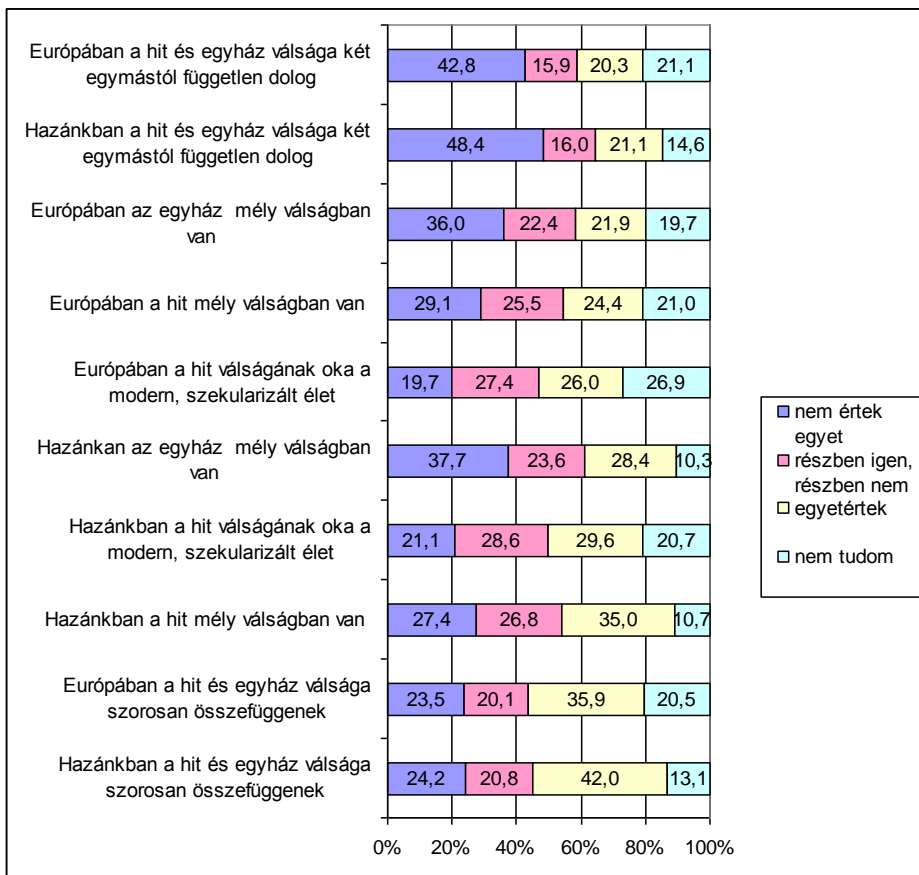 Európában a hit és egyház válsága két
egymástól független dolog
42,8 15,9 20,3 21,1
Hazánkban a hit és egyház válsága két
egymástól független dolog
48,4 16,0 21,1 14,6
Európában az egyház mély válságban
van
36,0 22,4 21,9 19,7
Európában a hit mély válságban van
29,1 25,5 24,4 21,0
Európában a hit válságának oka a
modern, szekularizált élet
19,7 27,4 26,0 26,9
Hazánkan az egyház mély válságban
van
37,7 23,6 28,4 10,3
Hazánkban a hit válságának oka a
modern, szekularizált élet
21,1 28,6 29,6 20,7
Hazánkban a hit mély válságban van
27,4 26,8 35,0 10,7
Európában a hit és egyház válsága
szorosan összefüggenek
23,5 20,1 35,9 20,5
Hazánkban a hit és egyház válsága
szorosan összefüggenek
24,2 20,8 42,0 13,1
0% 20% 40% 60% 80% 100%
nem értek
egyet
részben igen,
részben nem
egyetértek
nem tudom